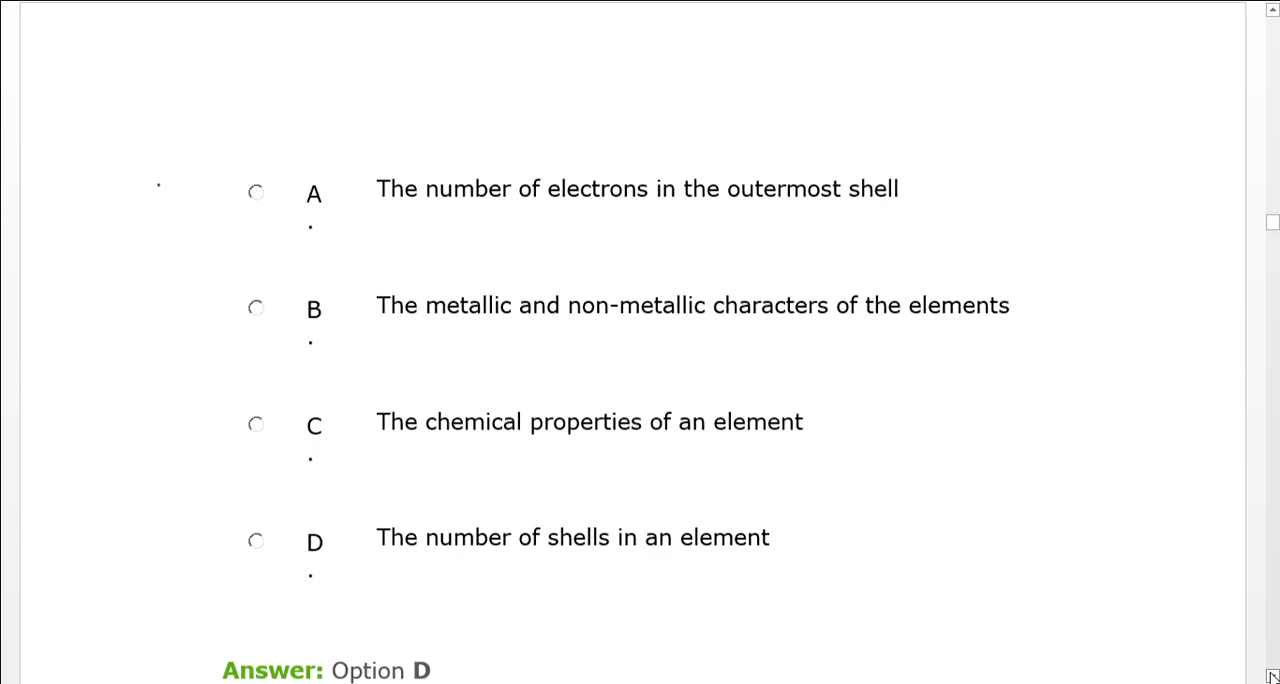 . A The number of electrons in the outermost shell
.
B The metallic and non-metallic characters of the elements
.
C The chemical properties of an element
.
D The number of shells in an element
.
Answer: Option D